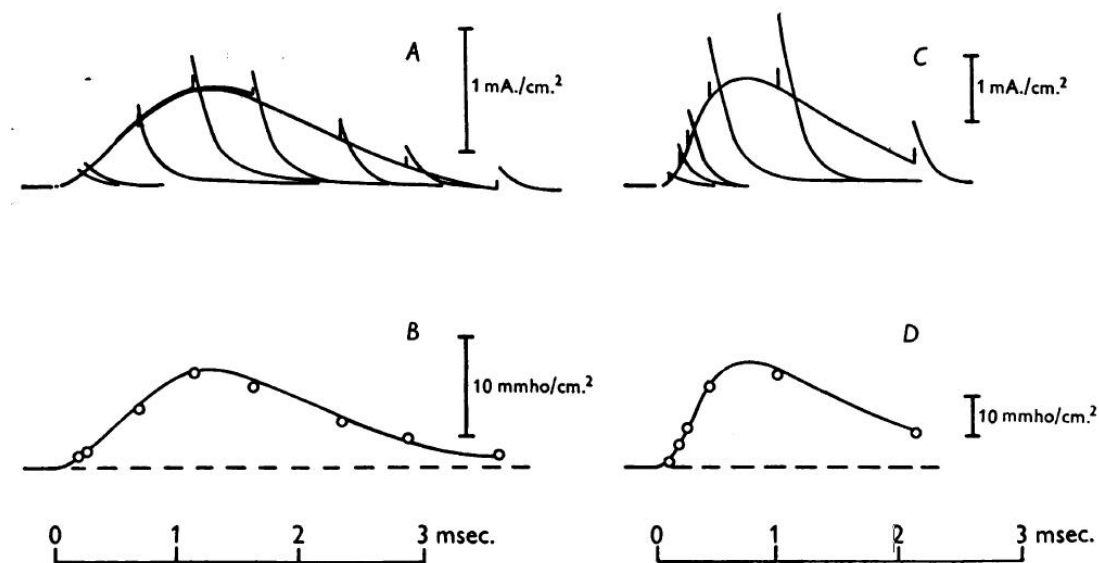 A
1 mA./cm.²
C
1 mA./cm.²
B
10 mmho/cm.²
D
10 mmho/cm.²
0 1 2 3 msec.
0 1 2 3